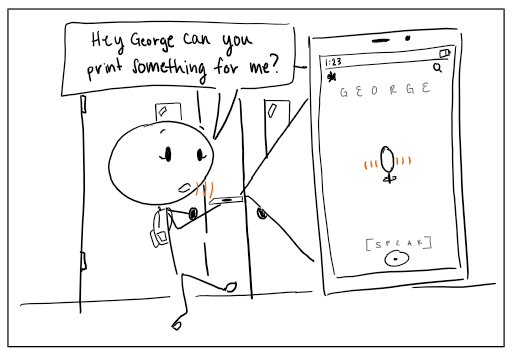 Hey George can you
print something for me?
1:23
GEORGE
[SPEAK]